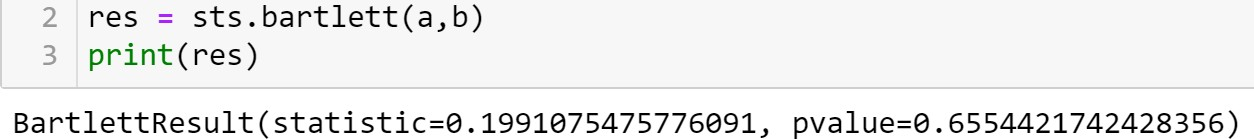 2 res = sts.bartlett(a,b)
3 print(res)
BartlettResult(statistic=0.1991075475776091, pvalue=0.6554421742428356)